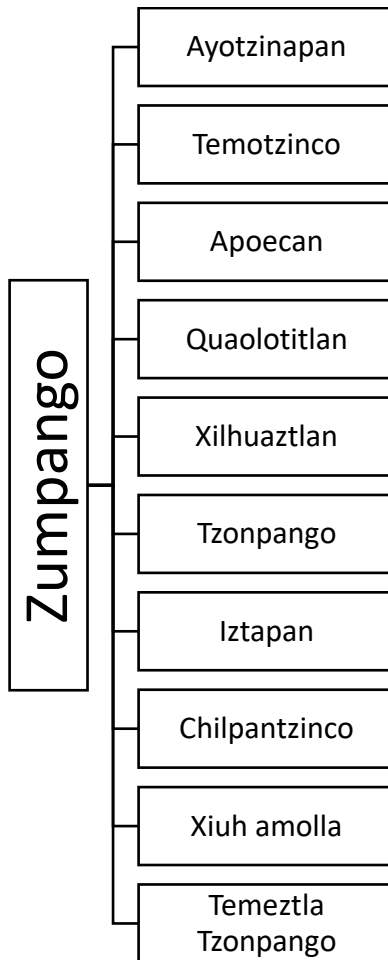 Zumpango
Ayotzinapan
Temotzinco
Apoecan
Quaolotitlan
Xilhuaztlan
Tzonpango
Iztapan
Chilpantzinco
Xiuh amolla
Temeztla
Tzonpango